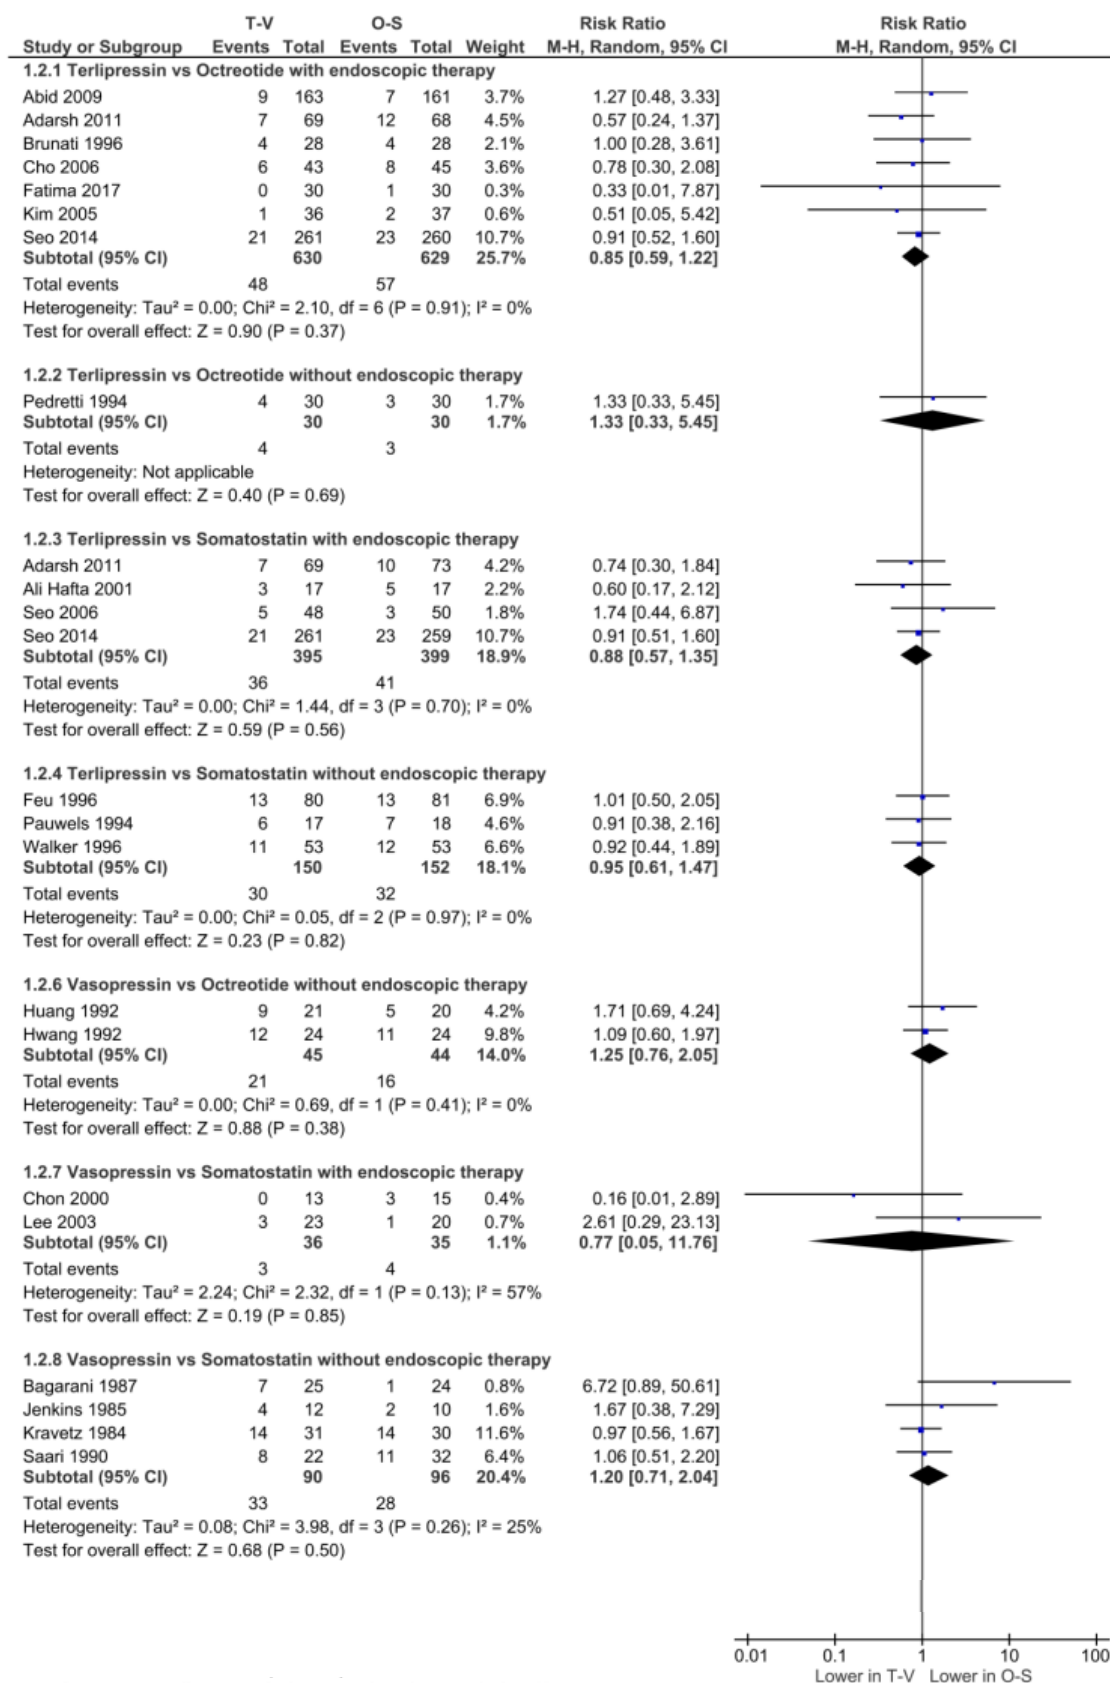 T-V O-S Risk Ratio Risk Ratio
Study or Subgroup Events Total Events Total Weight M-H, Random, 95% CI M-H, Random, 95% CI
1.2.1 Terlipressin vs Octreotide with endoscopic therapy
Abid 2009 9 163 7 161 3.7% 1.27 [0.48, 3.33]
Adarsh 2011 7 69 12 68 4.5% 0.57 [0.24, 1.37]
Brunati 1996 4 28 4 28 2.1% 1.00 [0.28, 3.61]
Cho 2006 6 43 8 45 3.6% 0.78 [0.30, 2.08]
Fatima 2017 0 30 1 30 0.3% 0.33 [0.01, 7.87]
Kim 2005 1 36 2 37 0.6% 0.51 [0.05, 5.42]
Seo 2014 21 261 23 260 10.7% 0.91 [0.52, 1.60]
Subtotal (95% CI) 630 629 25.7% 0.85 [0.59, 1.22]
Total events 48 57
Heterogeneity: Tau² = 0.00; Chi² = 2.10, df = 6 (P = 0.91); I² = 0%
Test for overall effect: Z = 0.90 (P = 0.37)
1.2.2 Terlipressin vs Octreotide without endoscopic therapy
Pedretti 1994 4 30 3 30 1.7% 1.33 [0.33, 5.45]
Subtotal (95% CI) 30 30 1.7% 1.33 [0.33, 5.45]
Total events 4 3
Heterogeneity: Not applicable
Test for overall effect: Z = 0.40 (P = 0.69)
1.2.3 Terlipressin vs Somatostatin with endoscopic therapy
Adarsh 2011 7 69 10 73 4.2% 0.74 [0.30, 1.84]
Ali Hafta 2001 3 17 5 17 2.2% 0.60 [0.17, 2.12]
Seo 2006 5 48 3 50 1.8% 1.74 [0.44, 6.87]
Seo 2014 21 261 23 259 10.7% 0.91 [0.51, 1.60]
Subtotal (95% CI) 395 399 18.9% 0.88 [0.57, 1.35]
Total events 36 41
Heterogeneity: Tau² = 0.00; Chi² = 1.44, df = 3 (P = 0.70); I² = 0%
Test for overall effect: Z = 0.59 (P = 0.56)
1.2.4 Terlipressin vs Somatostatin without endoscopic therapy
Feu 1996 13 80 13 81 6.9% 1.01 [0.50, 2.05]
Pauwels 1994 6 17 7 18 4.6% 0.91 [0.38, 2.16]
Walker 1996 11 53 12 53 6.6% 0.92 [0.44, 1.89]
Subtotal (95% CI) 150 152 18.1% 0.95 [0.61, 1.47]
Total events 30 32
Heterogeneity: Tau² = 0.00; Chi² = 0.05, df = 2 (P = 0.97); I² = 0%
Test for overall effect: Z = 0.23 (P = 0.82)
1.2.6 Vasopressin vs Octreotide without endoscopic therapy
Huang 1992 9 21 5 20 4.2% 1.71 [0.69, 4.24]
Hwang 1992 12 24 11 24 9.8% 1.09 [0.60, 1.97]
Subtotal (95% CI) 45 44 14.0% 1.25 [0.76, 2.05]
Total events 21 16
Heterogeneity: Tau² = 0.00; Chi² = 0.69, df = 1 (P = 0.41); I² = 0%
Test for overall effect: Z = 0.88 (P = 0.38)
1.2.7 Vasopressin vs Somatostatin with endoscopic therapy
Chon 2000 0 13 3 15 0.4% 0.16 [0.01, 2.89]
Lee 2003 3 23 1 20 0.7% 2.61 [0.29, 23.13]
Subtotal (95% CI) 36 35 1.1% 0.77 [0.05, 11.76]
Total events 3 4
Heterogeneity: Tau² = 2.24; Chi² = 2.32, df = 1 (P = 0.13); I² = 57%
Test for overall effect: Z = 0.19 (P = 0.85)
1.2.8 Vasopressin vs Somatostatin without endoscopic therapy
Bagarani 1987 7 25 1 24 0.8% 6.72 [0.89, 50.61]
Jenkins 1985 4 12 2 10 1.6% 1.67 [0.38, 7.29]
Kravetz 1984 14 31 14 30 11.6% 0.97 [0.56, 1.67]
Saari 1990 8 22 11 32 6.4% 1.06 [0.51, 2.20]
Subtotal (95% CI) 90 96 20.4% 1.20 [0.71, 2.04]
Total events 33 28
Heterogeneity: Tau² = 0.08; Chi² = 3.98, df = 3 (P = 0.26); I² = 25%
Test for overall effect: Z = 0.68 (P = 0.50)
0.01 0.1 1 10 100
Lower in T-V Lower in O-S